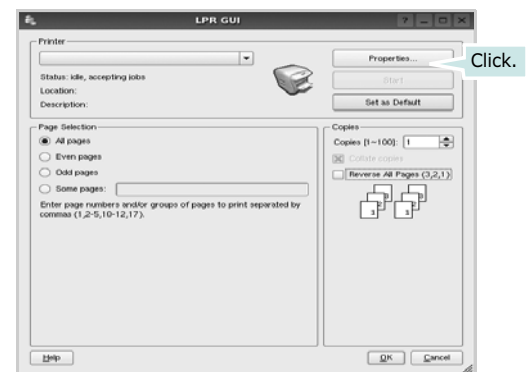 LPR GUI
Printer
Properties...
Click.
Status: idle, accepting jobs
Start
Location:
Description:
Set as Default
Page Selection
All pages
Even pages
Odd pages
Some pages:
Enter page numbers and/or groups of pages to print separated by
commas (1,2-5,10-12,17).
Copies
Copies [1~100]: 1
Collate copies
Reverse All Pages (3,2,1)
Help
OK
Cancel